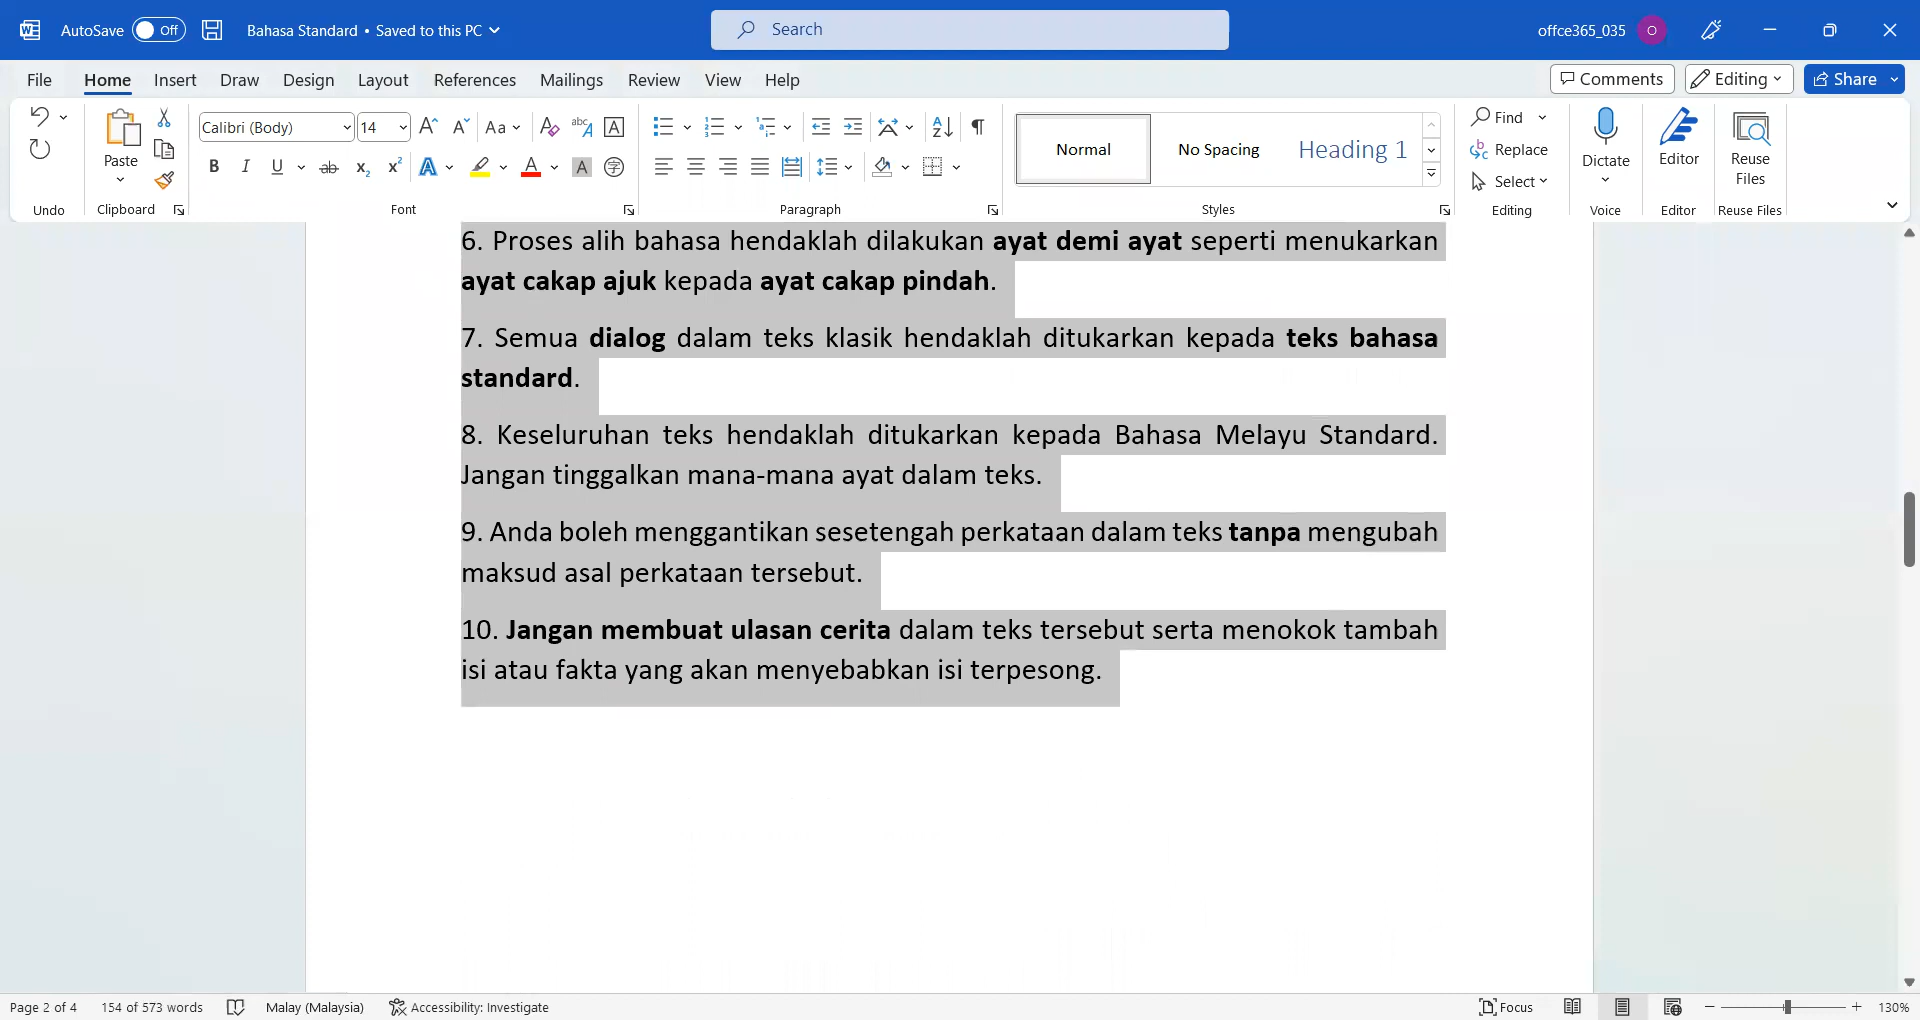 AutoSave Off Bahasa Standard • Saved to this PC Search offce365_035 O
File Home Insert Draw Design Layout References Mailings Review View Help Comments Editing Share
Calibri (Body) 14 Aa Normal No Spacing Heading 1 Find
Paste Replace Dictate Editor Reuse Files
B I U ab x₂ x² A A A Select
Undo Clipboard Font Paragraph Styles Editing Voice Editor Reuse Files
6. Proses alih bahasa hendaklah dilakukan ayat demi ayat seperti menukarkan
ayat cakap ajuk kepada ayat cakap pindah.
7. Semua dialog dalam teks klasik hendaklah ditukarkan kepada teks bahasa
standard.
8. Keseluruhan teks hendaklah ditukarkan kepada Bahasa Melayu Standard.
Jangan tinggalkan mana-mana ayat dalam teks.
9. Anda boleh menggantikan sesetengah perkataan dalam teks tanpa mengubah
maksud asal perkataan tersebut.
10. Jangan membuat ulasan cerita dalam teks tersebut serta menokok tambah
isi atau fakta yang akan menyebabkan isi terpesong.
Page 2 of 4 154 of 573 words Malay (Malaysia) Accessibility: Investigate Focus 130%